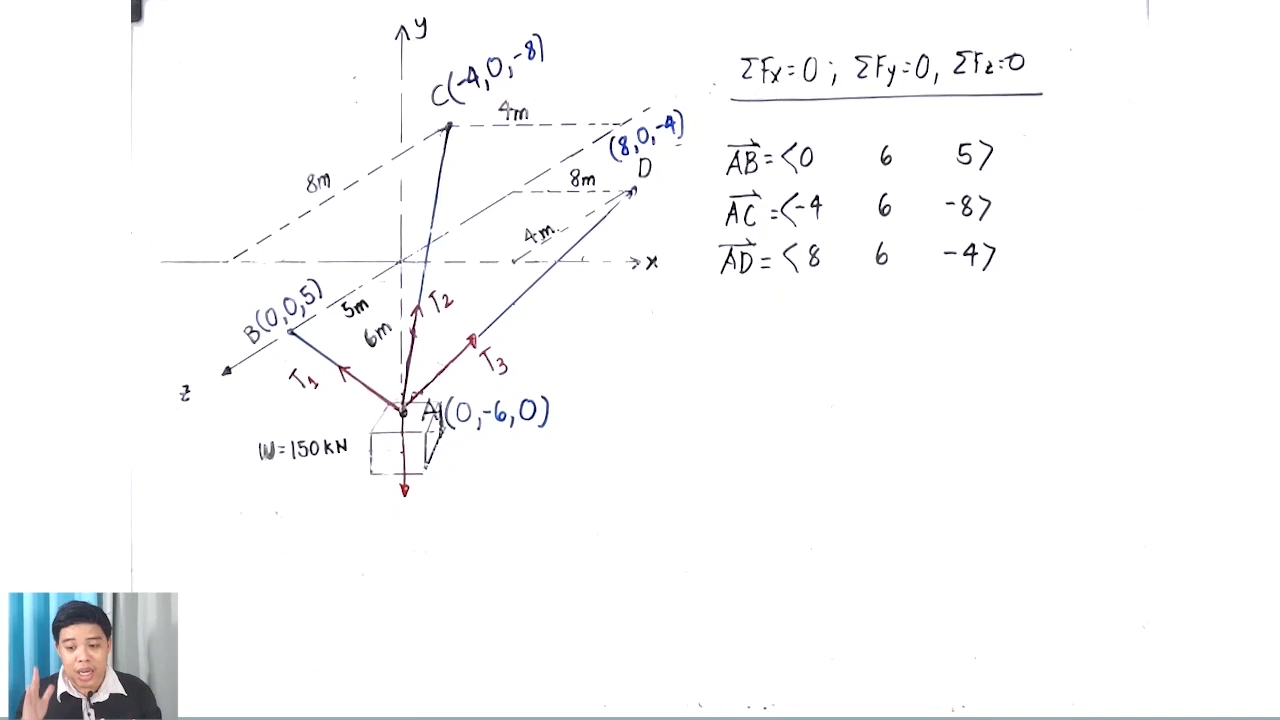 y
C(-4,0,-8)
4m
(8,0,-4)
D
8m
8m
4m
x
B(0,0,5)
5m
6m
T2
z
T1
T3
A(0,-6,0)
W=150kN
ΣFx=0; ΣFy=0, ΣFz=0
AB=<0 6 5>
AC=<-4 6 -8>
AD=<8 6 -4>